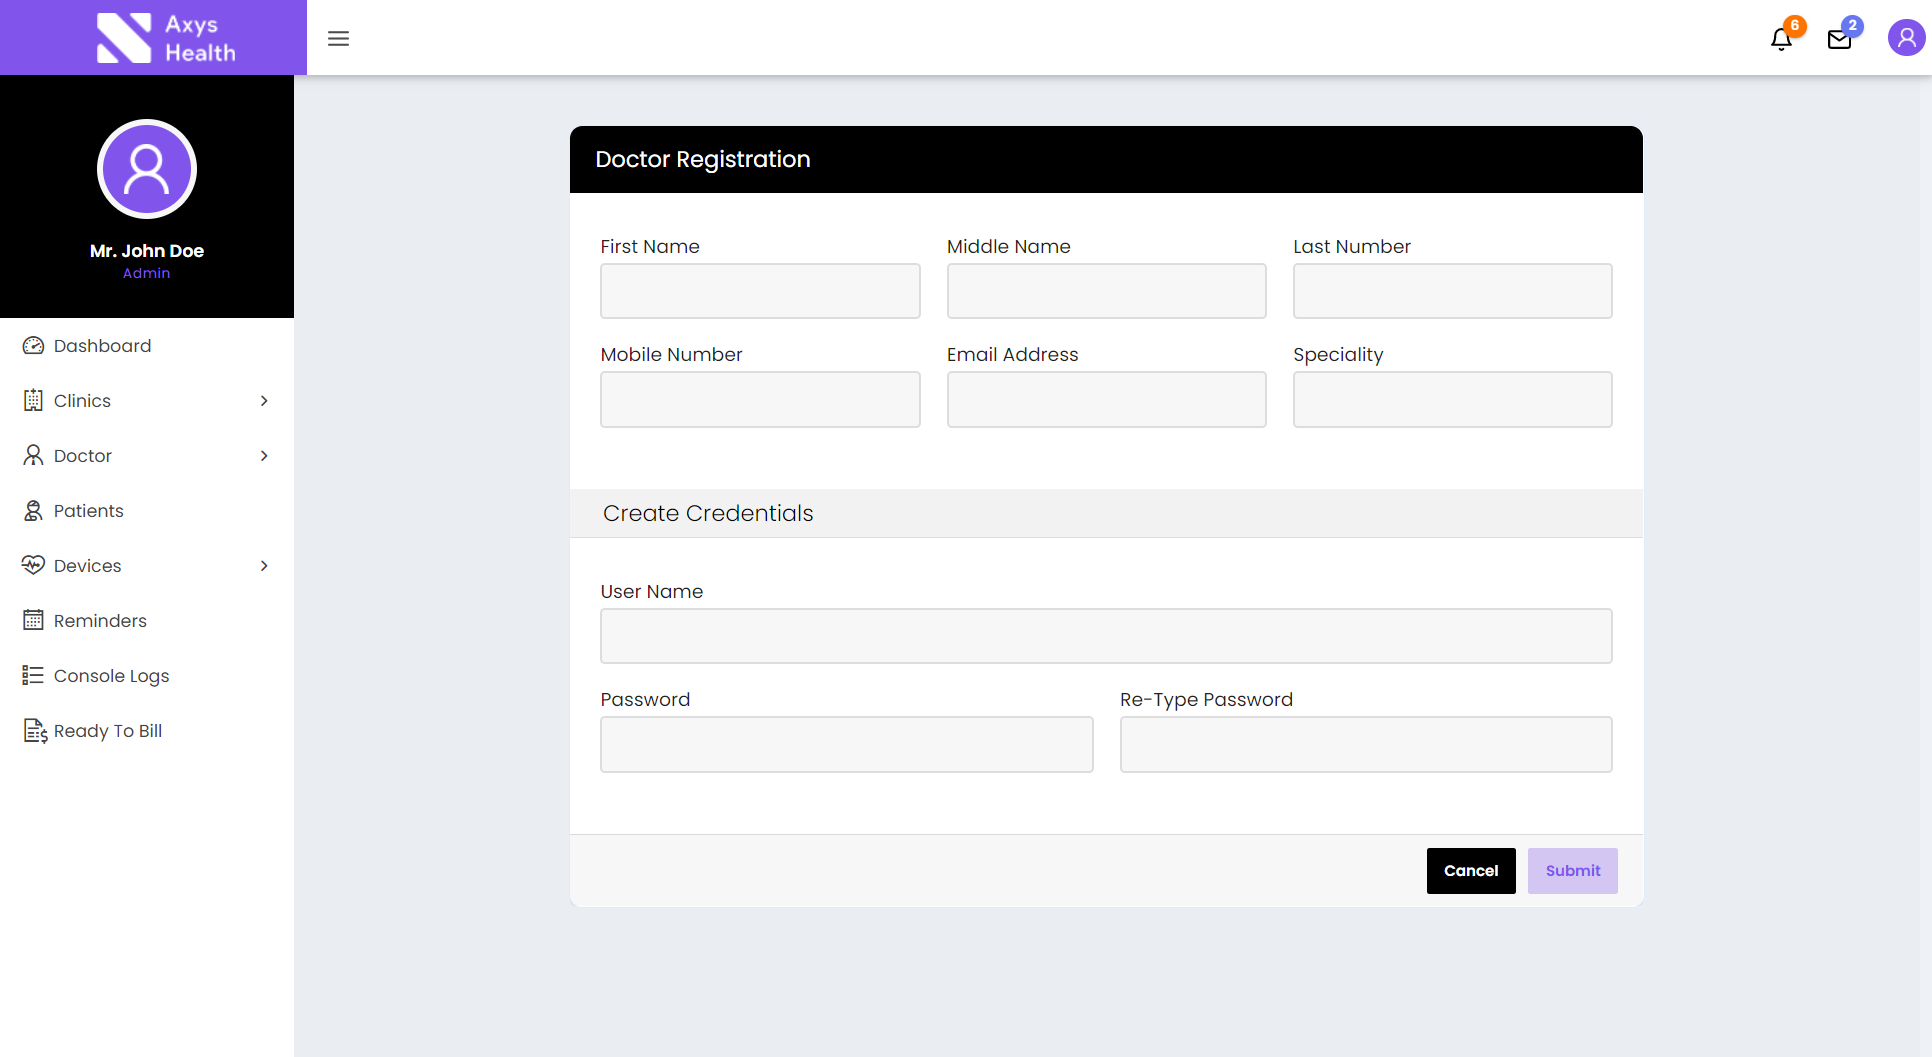 Axys
Health
6
2
Mr. John Doe
Admin
Dashboard
Clinics
Doctor
Patients
Devices
Reminders
Console Logs
Ready To Bill
Doctor Registration
First Name
Middle Name
Last Number
Mobile Number
Email Address
Speciality
Create Credentials
User Name
Password
Re-Type Password
Cancel
Submit